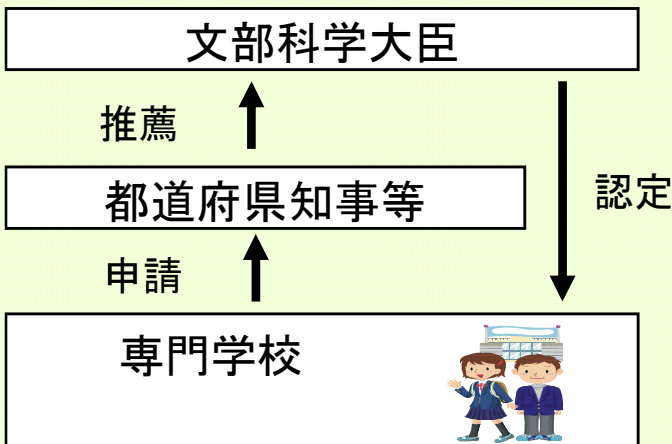 文部科学大臣
推薦
都道府県知事等
認定
申請
専門学校